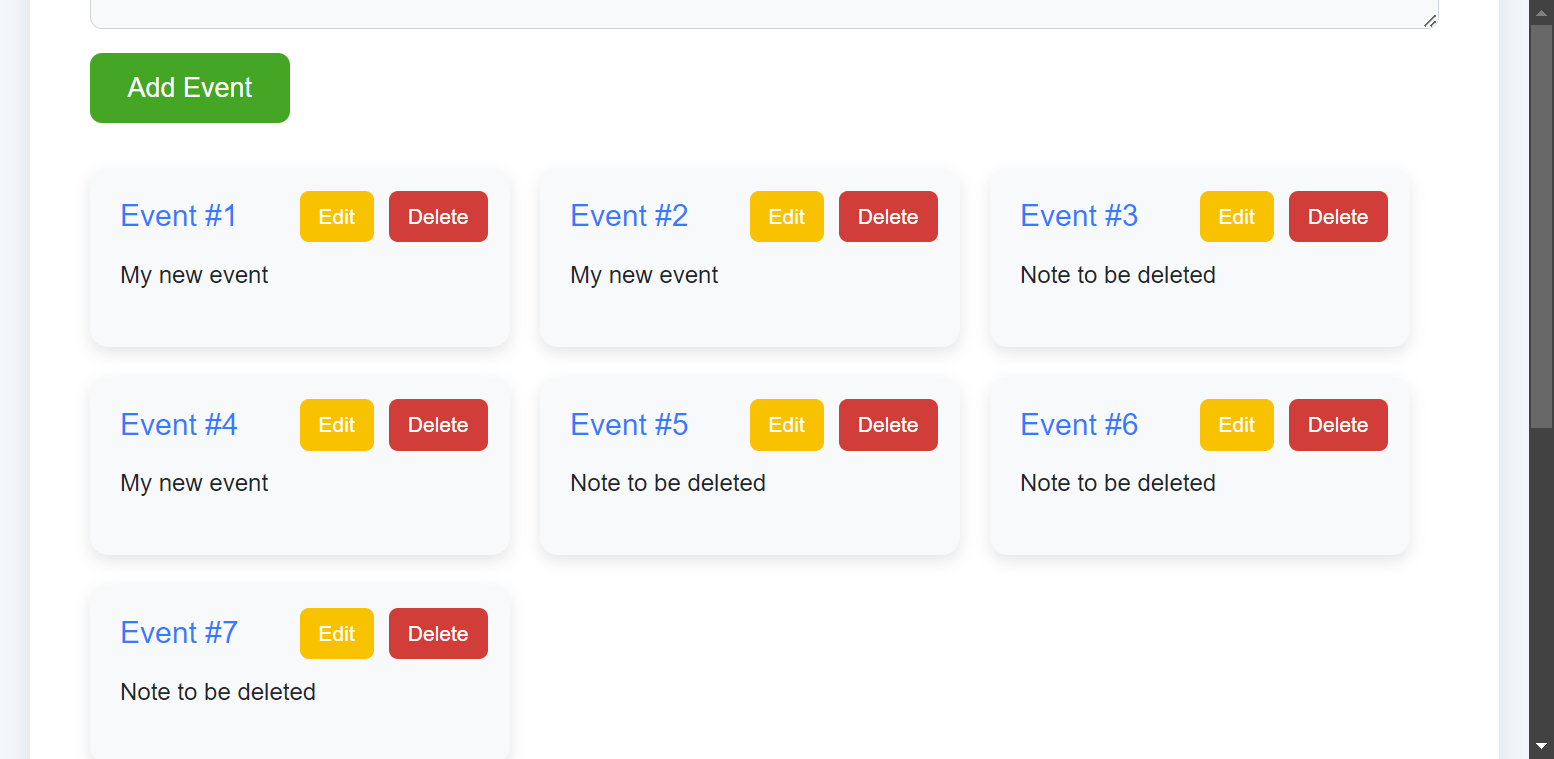 Add Event
Event #1
Edit
Delete
My new event
Event #2
Edit
Delete
My new event
Event #3
Edit
Delete
Note to be deleted
Event #4
Edit
Delete
My new event
Event #5
Edit
Delete
Note to be deleted
Event #6
Edit
Delete
Note to be deleted
Event #7
Edit
Delete
Note to be deleted